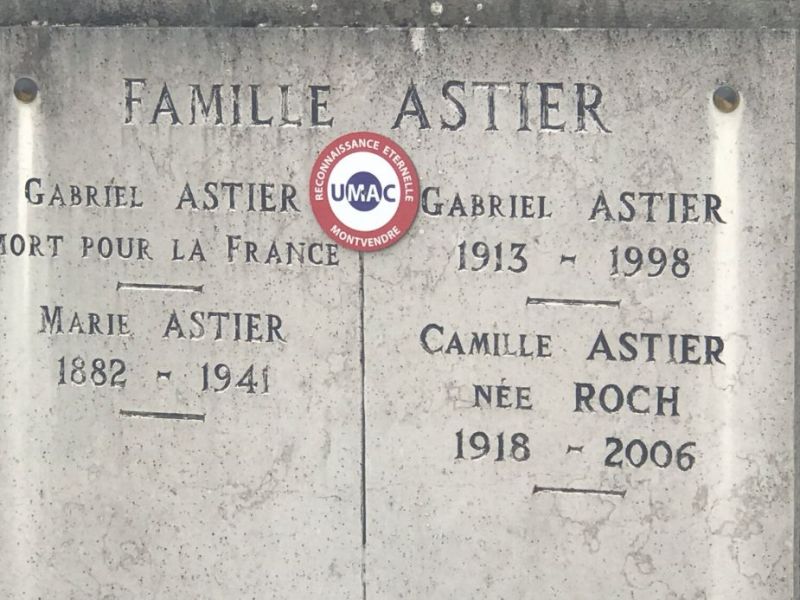 FAMILLE ASTIER
GABRIEL ASTIER
MORT POUR LA FRANCE
MARIE ASTIER
1882 - 1941
RECONNAISSANCE ETERNELLE
UMAC
MONTVENDRE
GABRIEL ASTIER
1913 - 1998
CAMILLE ASTIER
NÉE ROCH
1918 - 2006